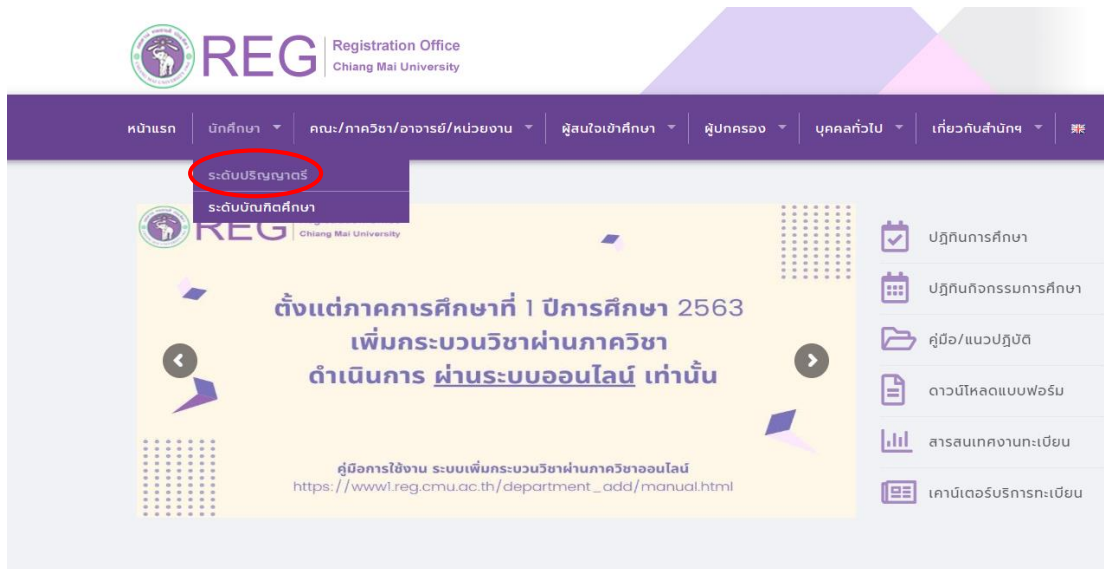 REG
Registration Office
Chiang Mai University
หน้าแรก
นักศึกษา
คณะ/ภาควิชา/อาจารย์/หน่วยงาน
ผู้สนใจเข้าศึกษา
ผู้ปกครอง
บุคคลทั่วไป
เกี่ยวกับสำนักฯ
ระดับปริญญาตรี
ระดับบัณฑิตศึกษา
REG
Chiang Mai University
ตั้งแต่ภาคการศึกษาที่ 1 ปีการศึกษา 2563
เพิ่มกระบวนวิชาผ่านภาควิชา
ดำเนินการ ผ่านระบบออนไลน์ เท่านั้น
คู่มือการใช้งาน ระบบเพิ่มกระบวนวิชาผ่านภาควิชาออนไลน์
https://www1.reg.cmu.ac.th/department_add/manual.html
ปฏิทินการศึกษา
ปฏิทินกิจกรรมการศึกษา
คู่มือ/แนวปฏิบัติ
ดาวน์โหลดแบบฟอร์ม
สารสนเทศงานทะเบียน
เคาน์เตอร์บริการทะเบียน